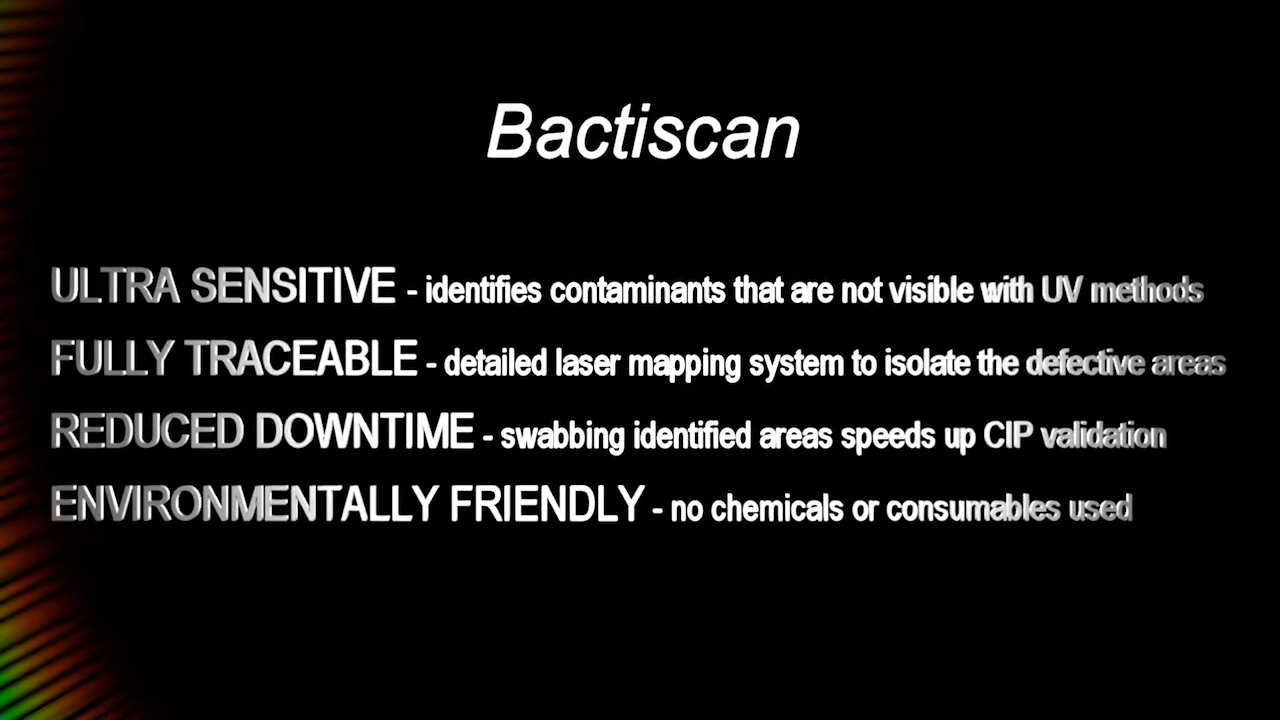 Bactiscan
ULTRA SENSITIVE - identifies contaminants that are not visible with UV methods
FULLY TRACEABLE - detailed laser mapping system to isolate the defective areas
REDUCED DOWNTIME - swabbing identified areas speeds up CIP validation
ENVIRONMENTALLY FRIENDLY - no chemicals or consumables used